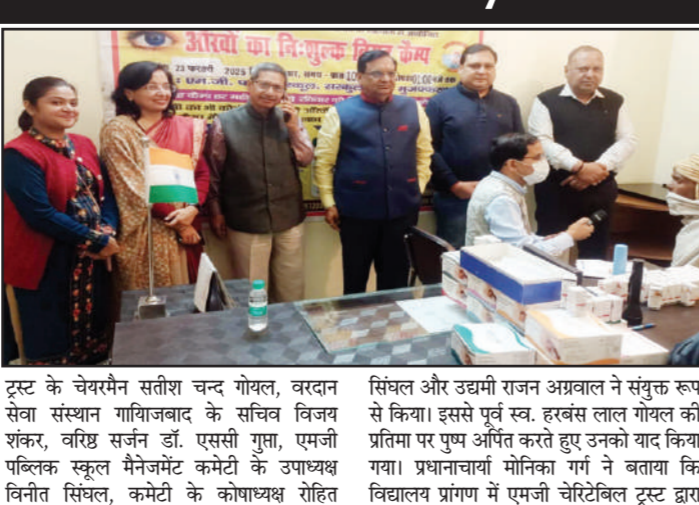 आंखों का निःशुल्क
कैम्प
23 फरवरी 2025
एम.जी.
ट्रस्ट के चेयरमैन सतीश चन्द गोयल, वरदान
सेवा संस्थान गायिाजबाद के सचिव विजय
शंकर, वरिष्ठ सर्जन डॉ. एससी गुप्ता, एमजी
पब्लिक स्कूल मैनेजमेंट कमेटी के उपाध्यक्ष
विनीत सिंघल, कमेटी के कोषाध्यक्ष रोहित
सिंघल और उद्यमी राजन अग्रवाल ने संयुक्त रूप
से किया। इससे पूर्व स्व. हरबंस लाल गोयल की
प्रतिमा पर पुष्प अर्पित करते हुए उनको याद किया
गया। प्रधानाचार्या मोनिका गर्ग ने बताया कि
विद्यालय प्रांगण में एमजी चेरिटेबिल ट्रस्ट द्वारा